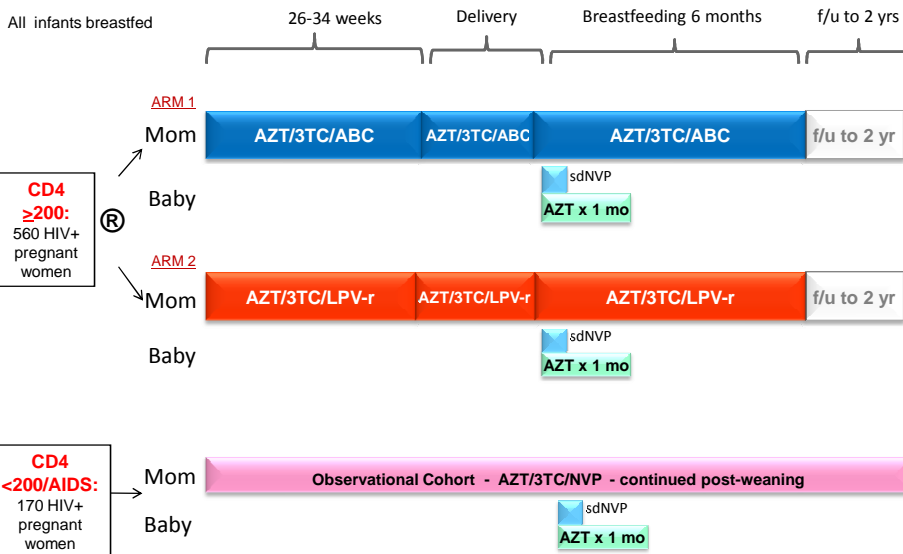 All infants breastfed
26-34 weeks
Delivery
Breastfeeding 6 months
f/u to 2 yrs
ARM 1
Mom
AZT/3TC/ABC
AZT/3TC/ABC
AZT/3TC/ABC
f/u to 2 yr
Baby
sdNVP
AZT x 1 mo
CD4
≥200:
560 HIV+
pregnant
women
®
ARM 2
Mom
AZT/3TC/LPV-r
AZT/3TC/LPV-r
AZT/3TC/LPV-r
f/u to 2 yr
Baby
sdNVP
AZT x 1 mo
CD4
<200/AIDS:
170 HIV+
pregnant
women
Mom
Observational Cohort - AZT/3TC/NVP - continued post-weaning
Baby
sdNVP
AZT x 1 mo